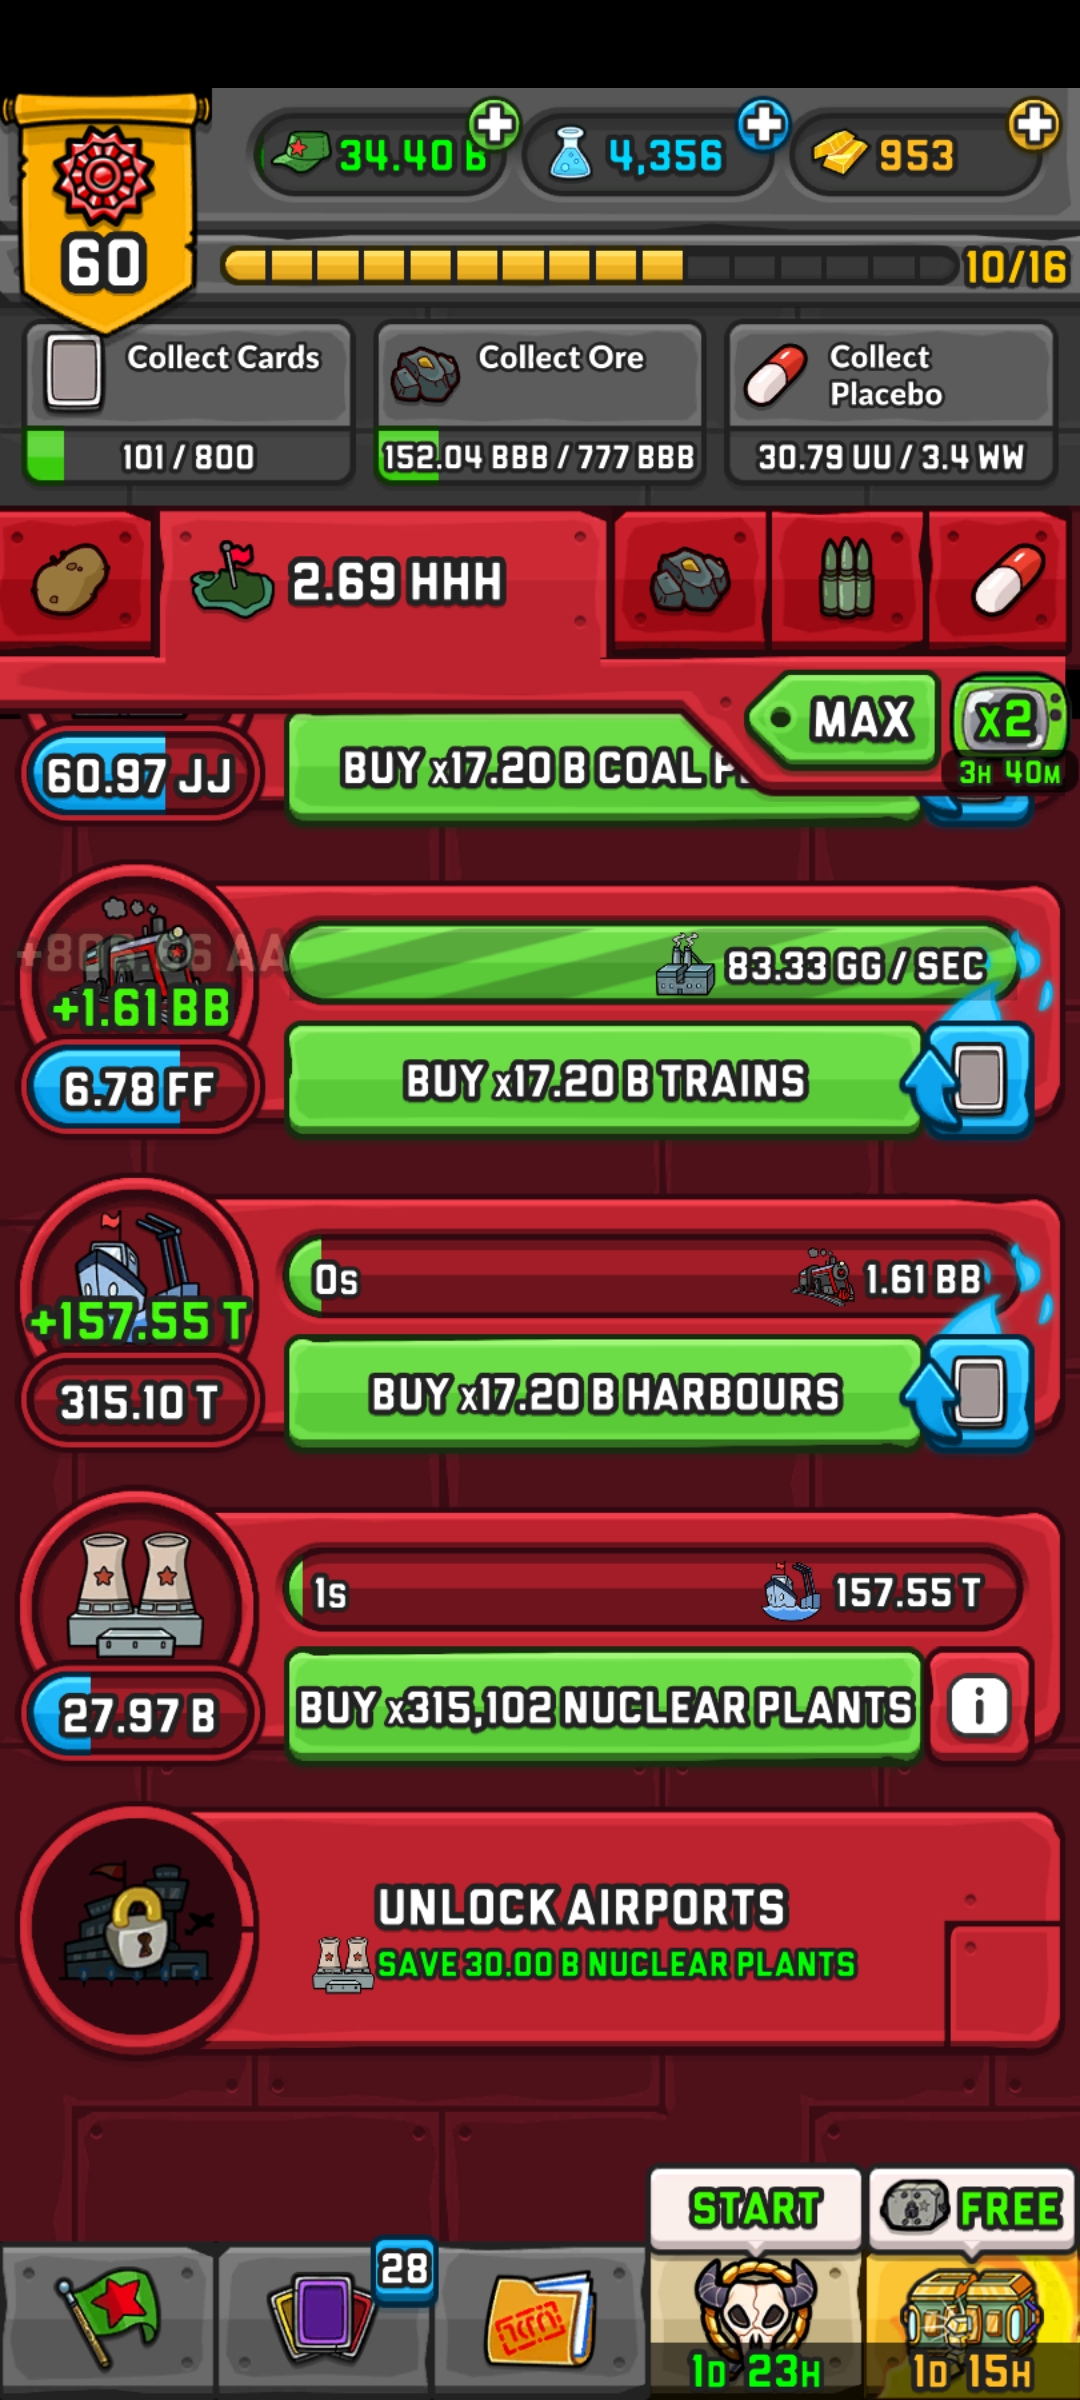 34.40 B
4,356
953
60
10/16
Collect Cards
101 / 800
Collect Ore
152.04 BBB / 777 BBB
Collect
Placebo
30.79 UU / 3.4 WW
2.69 HHH
MAX
x2
3H 40M
60.97 JJ
BUY x17.20 B COAL
+1.61 BB
83.33 GG / SEC
6.78 FF
BUY x17.20 B TRAINS
+157.55 T
0s
1.61 BB
315.10 T
BUY x17.20 B HARBOURS
1s
157.55 T
27.97 B
BUY x315,102 NUCLEAR PLANTS
i
UNLOCK AIRPORTS
SAVE 30.00 B NUCLEAR PLANTS
START
FREE
28
1D 23H
1D 15H